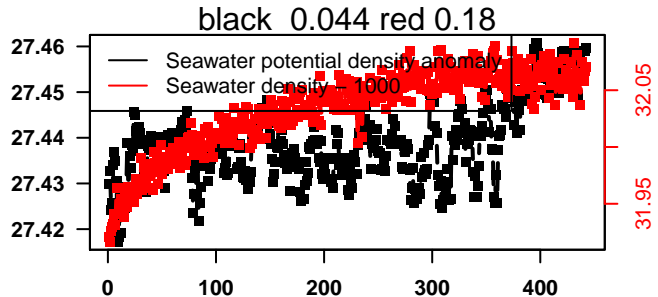 black 0.044 red 0.18
Seawater potential density anomaly
Seawater density − 1000
27.46
27.45
27.44
27.43
27.42
32.05
31.95
0 100 200 300 400